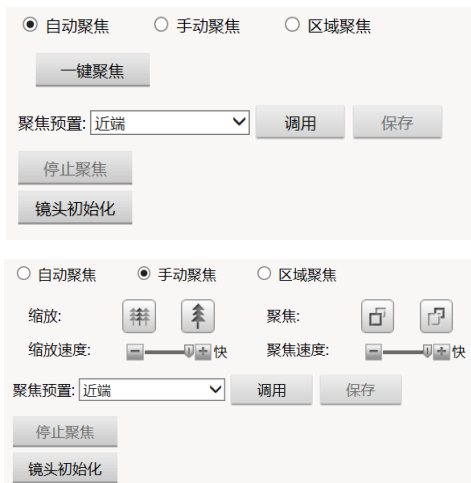 自动聚焦 手动聚焦 区域聚焦
一键聚焦
聚焦预置: 近端 调用 保存
停止聚焦
镜头初始化
自动聚焦 手动聚焦 区域聚焦
缩放: 聚焦:
缩放速度: 快 聚焦速度: 快
聚焦预置: 近端 调用 保存
停止聚焦
镜头初始化